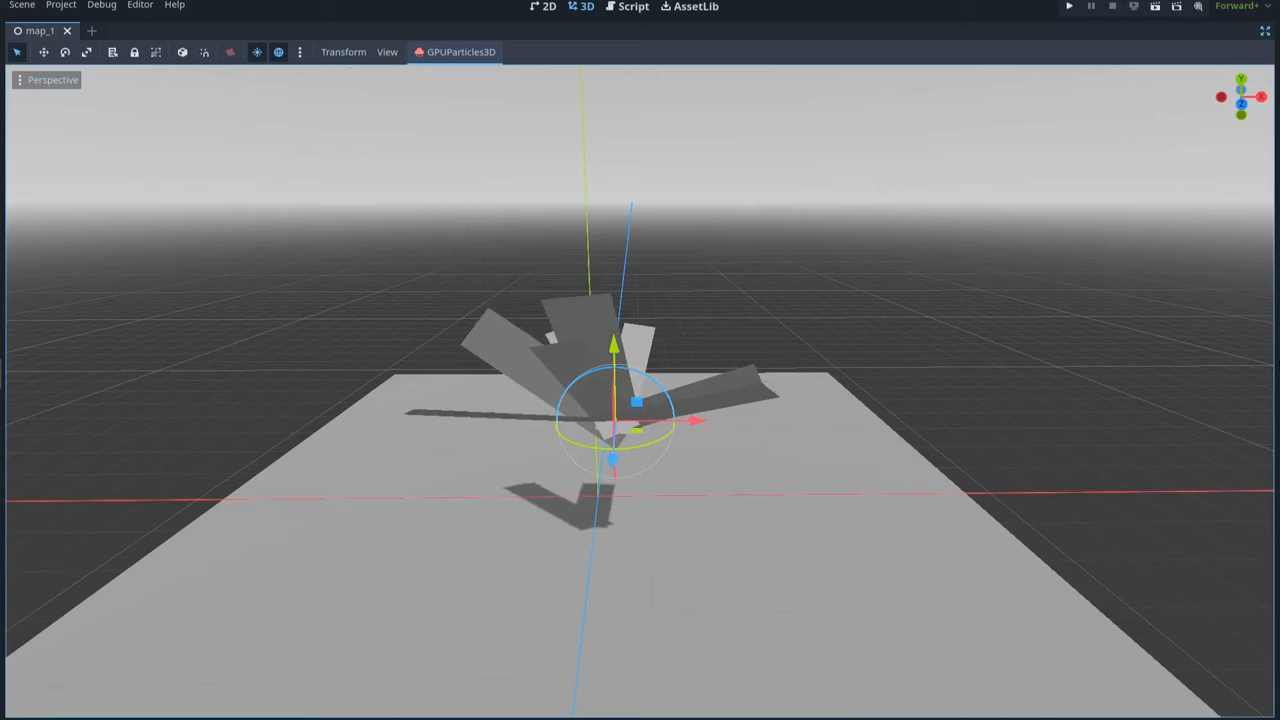 Scene Project Debug Editor Help 2D 3D Script AssetLib Forward+
map_1
Transform View GPUParticles3D
Perspective
Y
X
Z